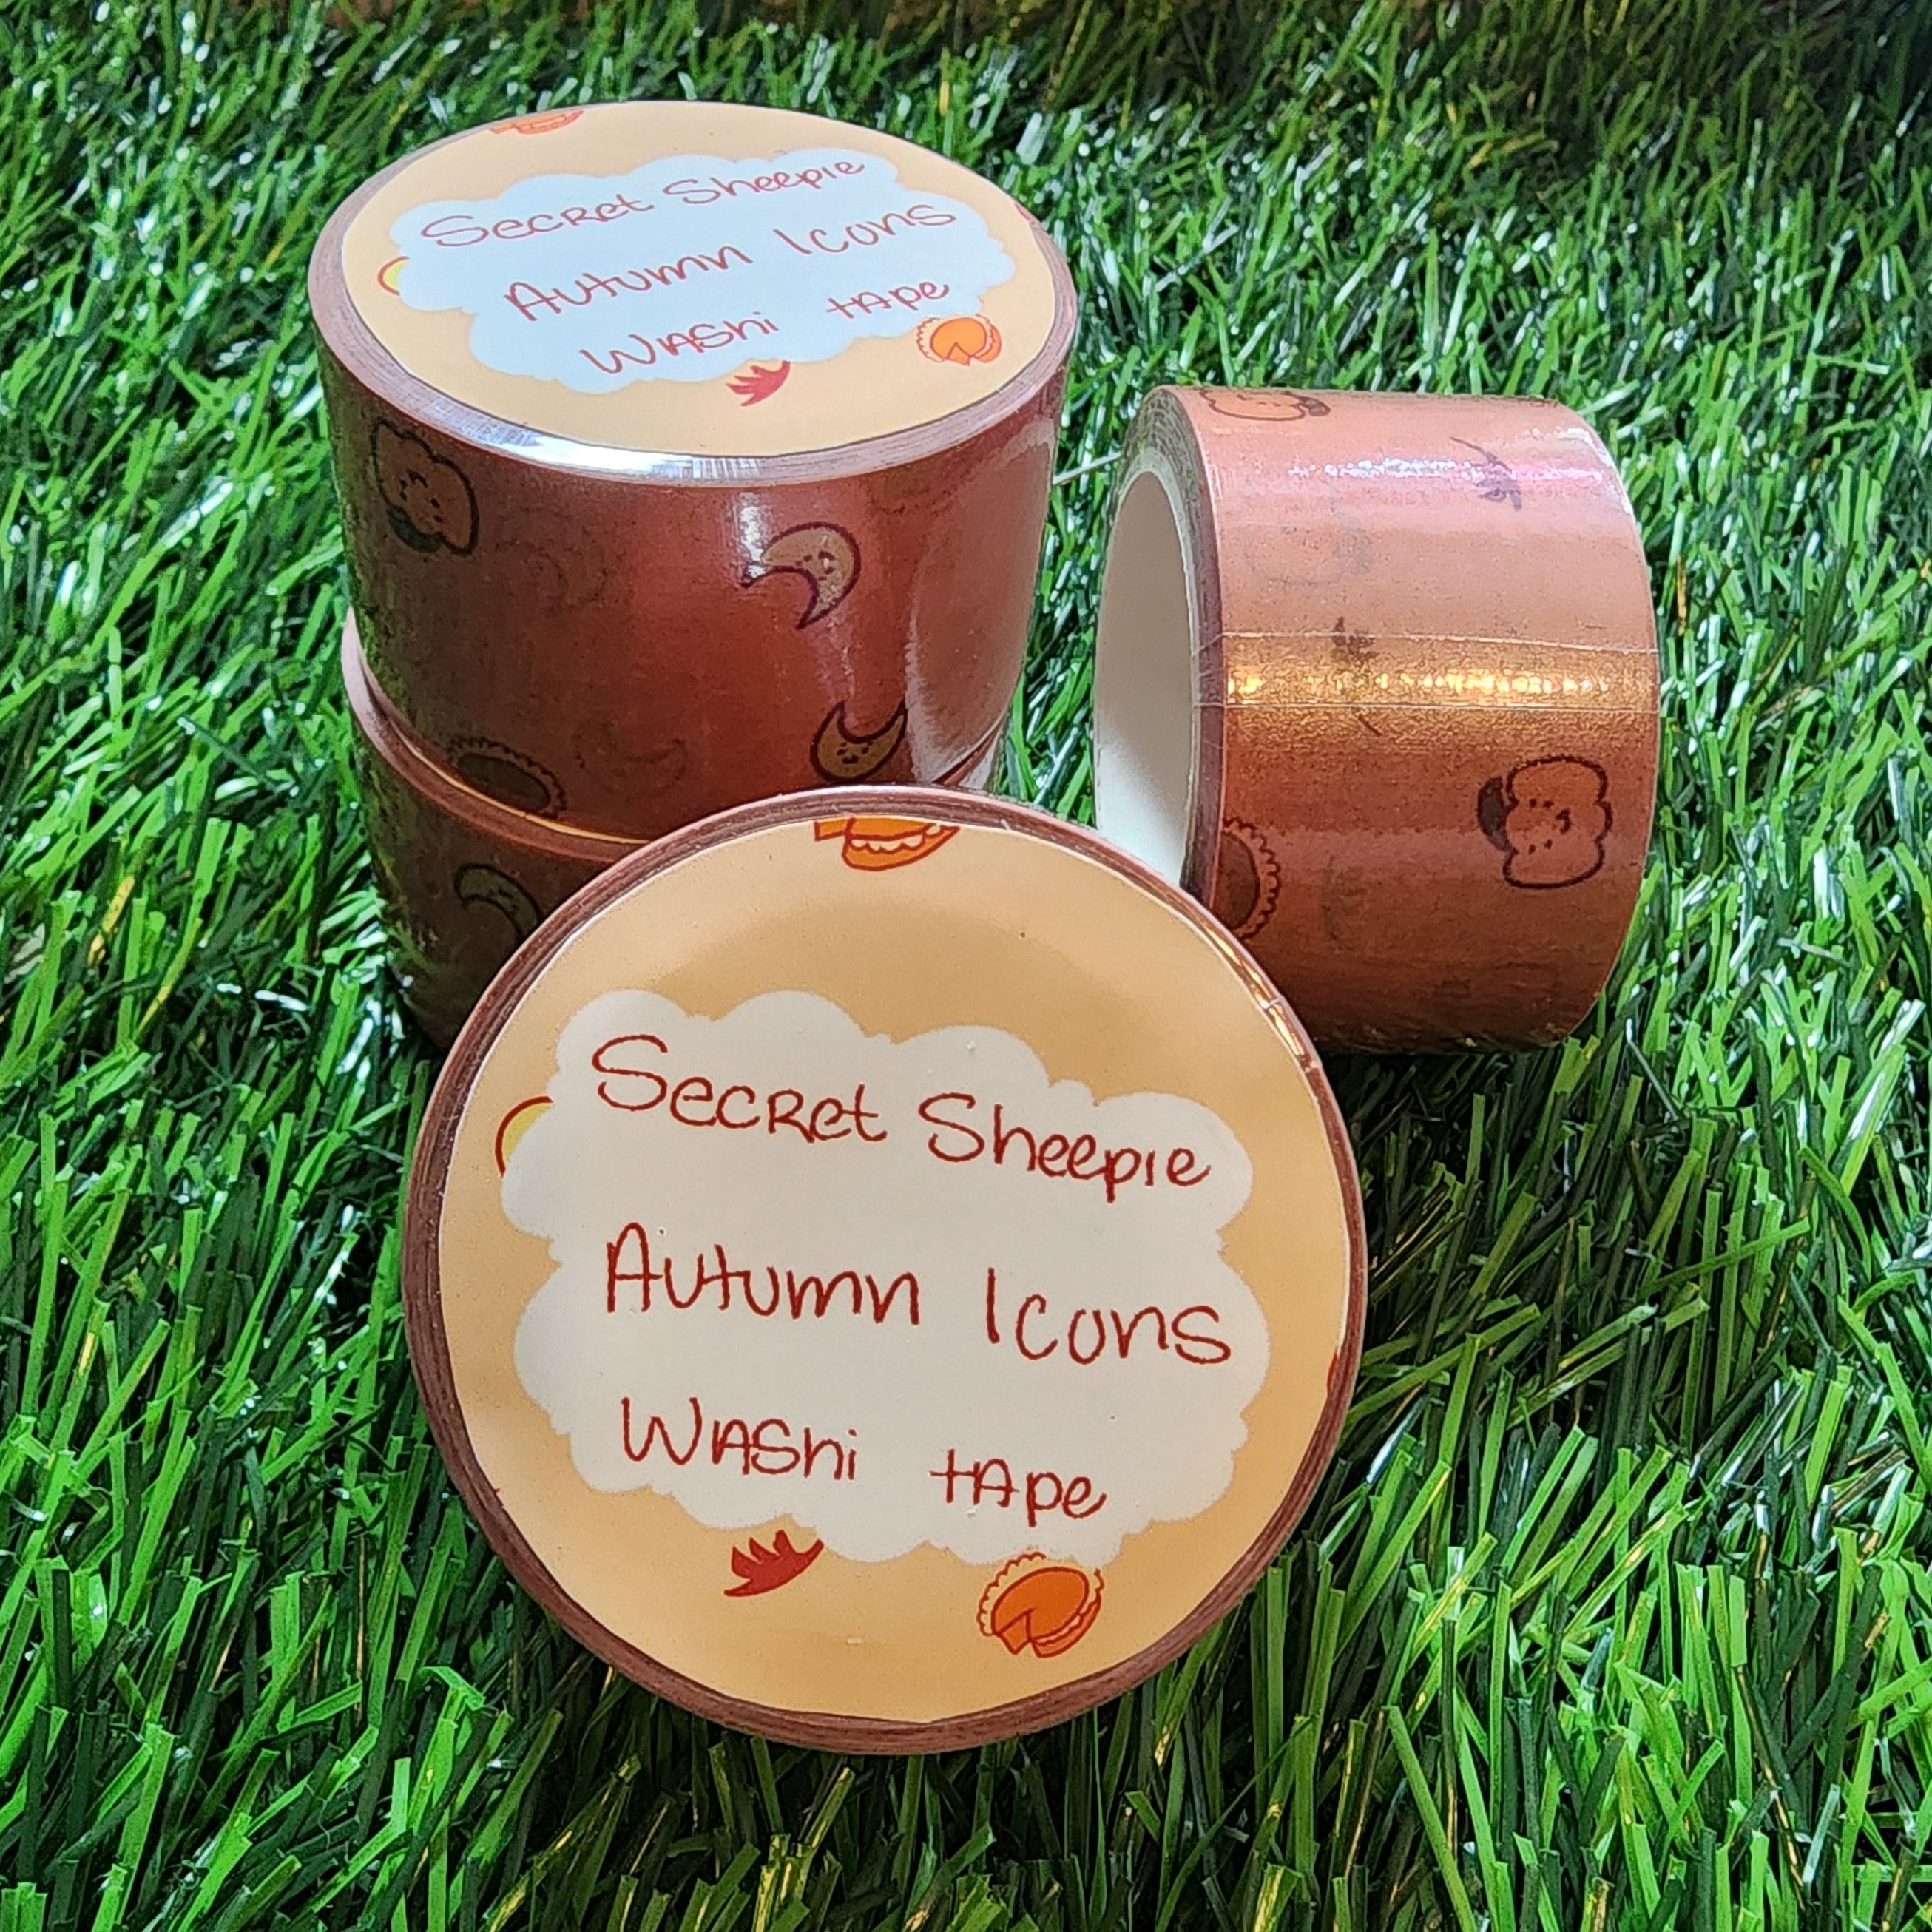 Secret Sheepie
Autumn Icons
Washi tape
Secret Sheepie
Autumn Icons
Washi tape